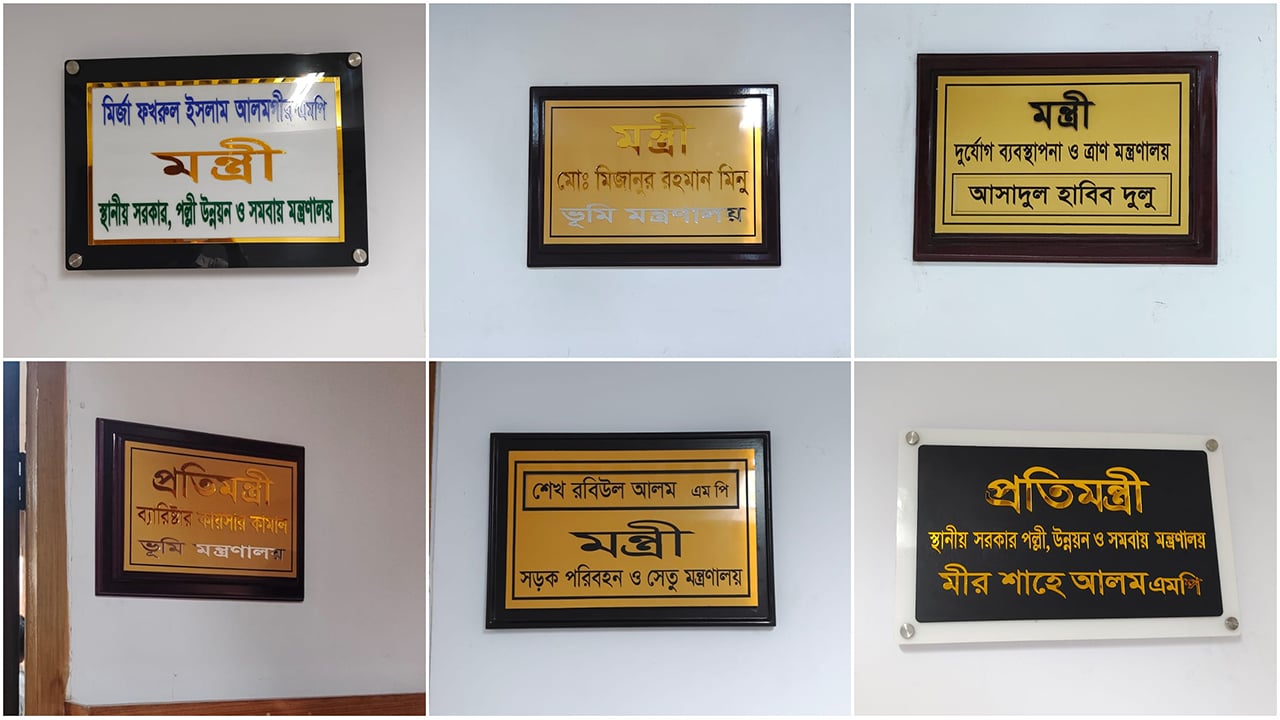 মির্জা ফখরুল ইসলাম আলমগীর এমপি
মন্ত্রী
স্থানীয় সরকার, পল্লী উন্নয়ন ও সমবায় মন্ত্রণালয়
মন্ত্রী
মোঃ মিজানুর রহমান মিনু
ভূমি মন্ত্রণালয়
মন্ত্রী
দুর্যোগ ব্যবস্থাপনা ও ত্রাণ মন্ত্রণালয়
আসাদুল হাবিব দুলু
প্রতিমন্ত্রী
ব্যারিষ্টার কায়সার কামাল
ভূমি মন্ত্রণালয়
শেখ রবিউল আলম এম পি
মন্ত্রী
সড়ক পরিবহন ও সেতু মন্ত্রণালয়
প্রতিমন্ত্রী
স্থানীয় সরকার পল্লী, উন্নয়ন ও সমবায় মন্ত্রণালয়
মীর শাহে আলম এমপি